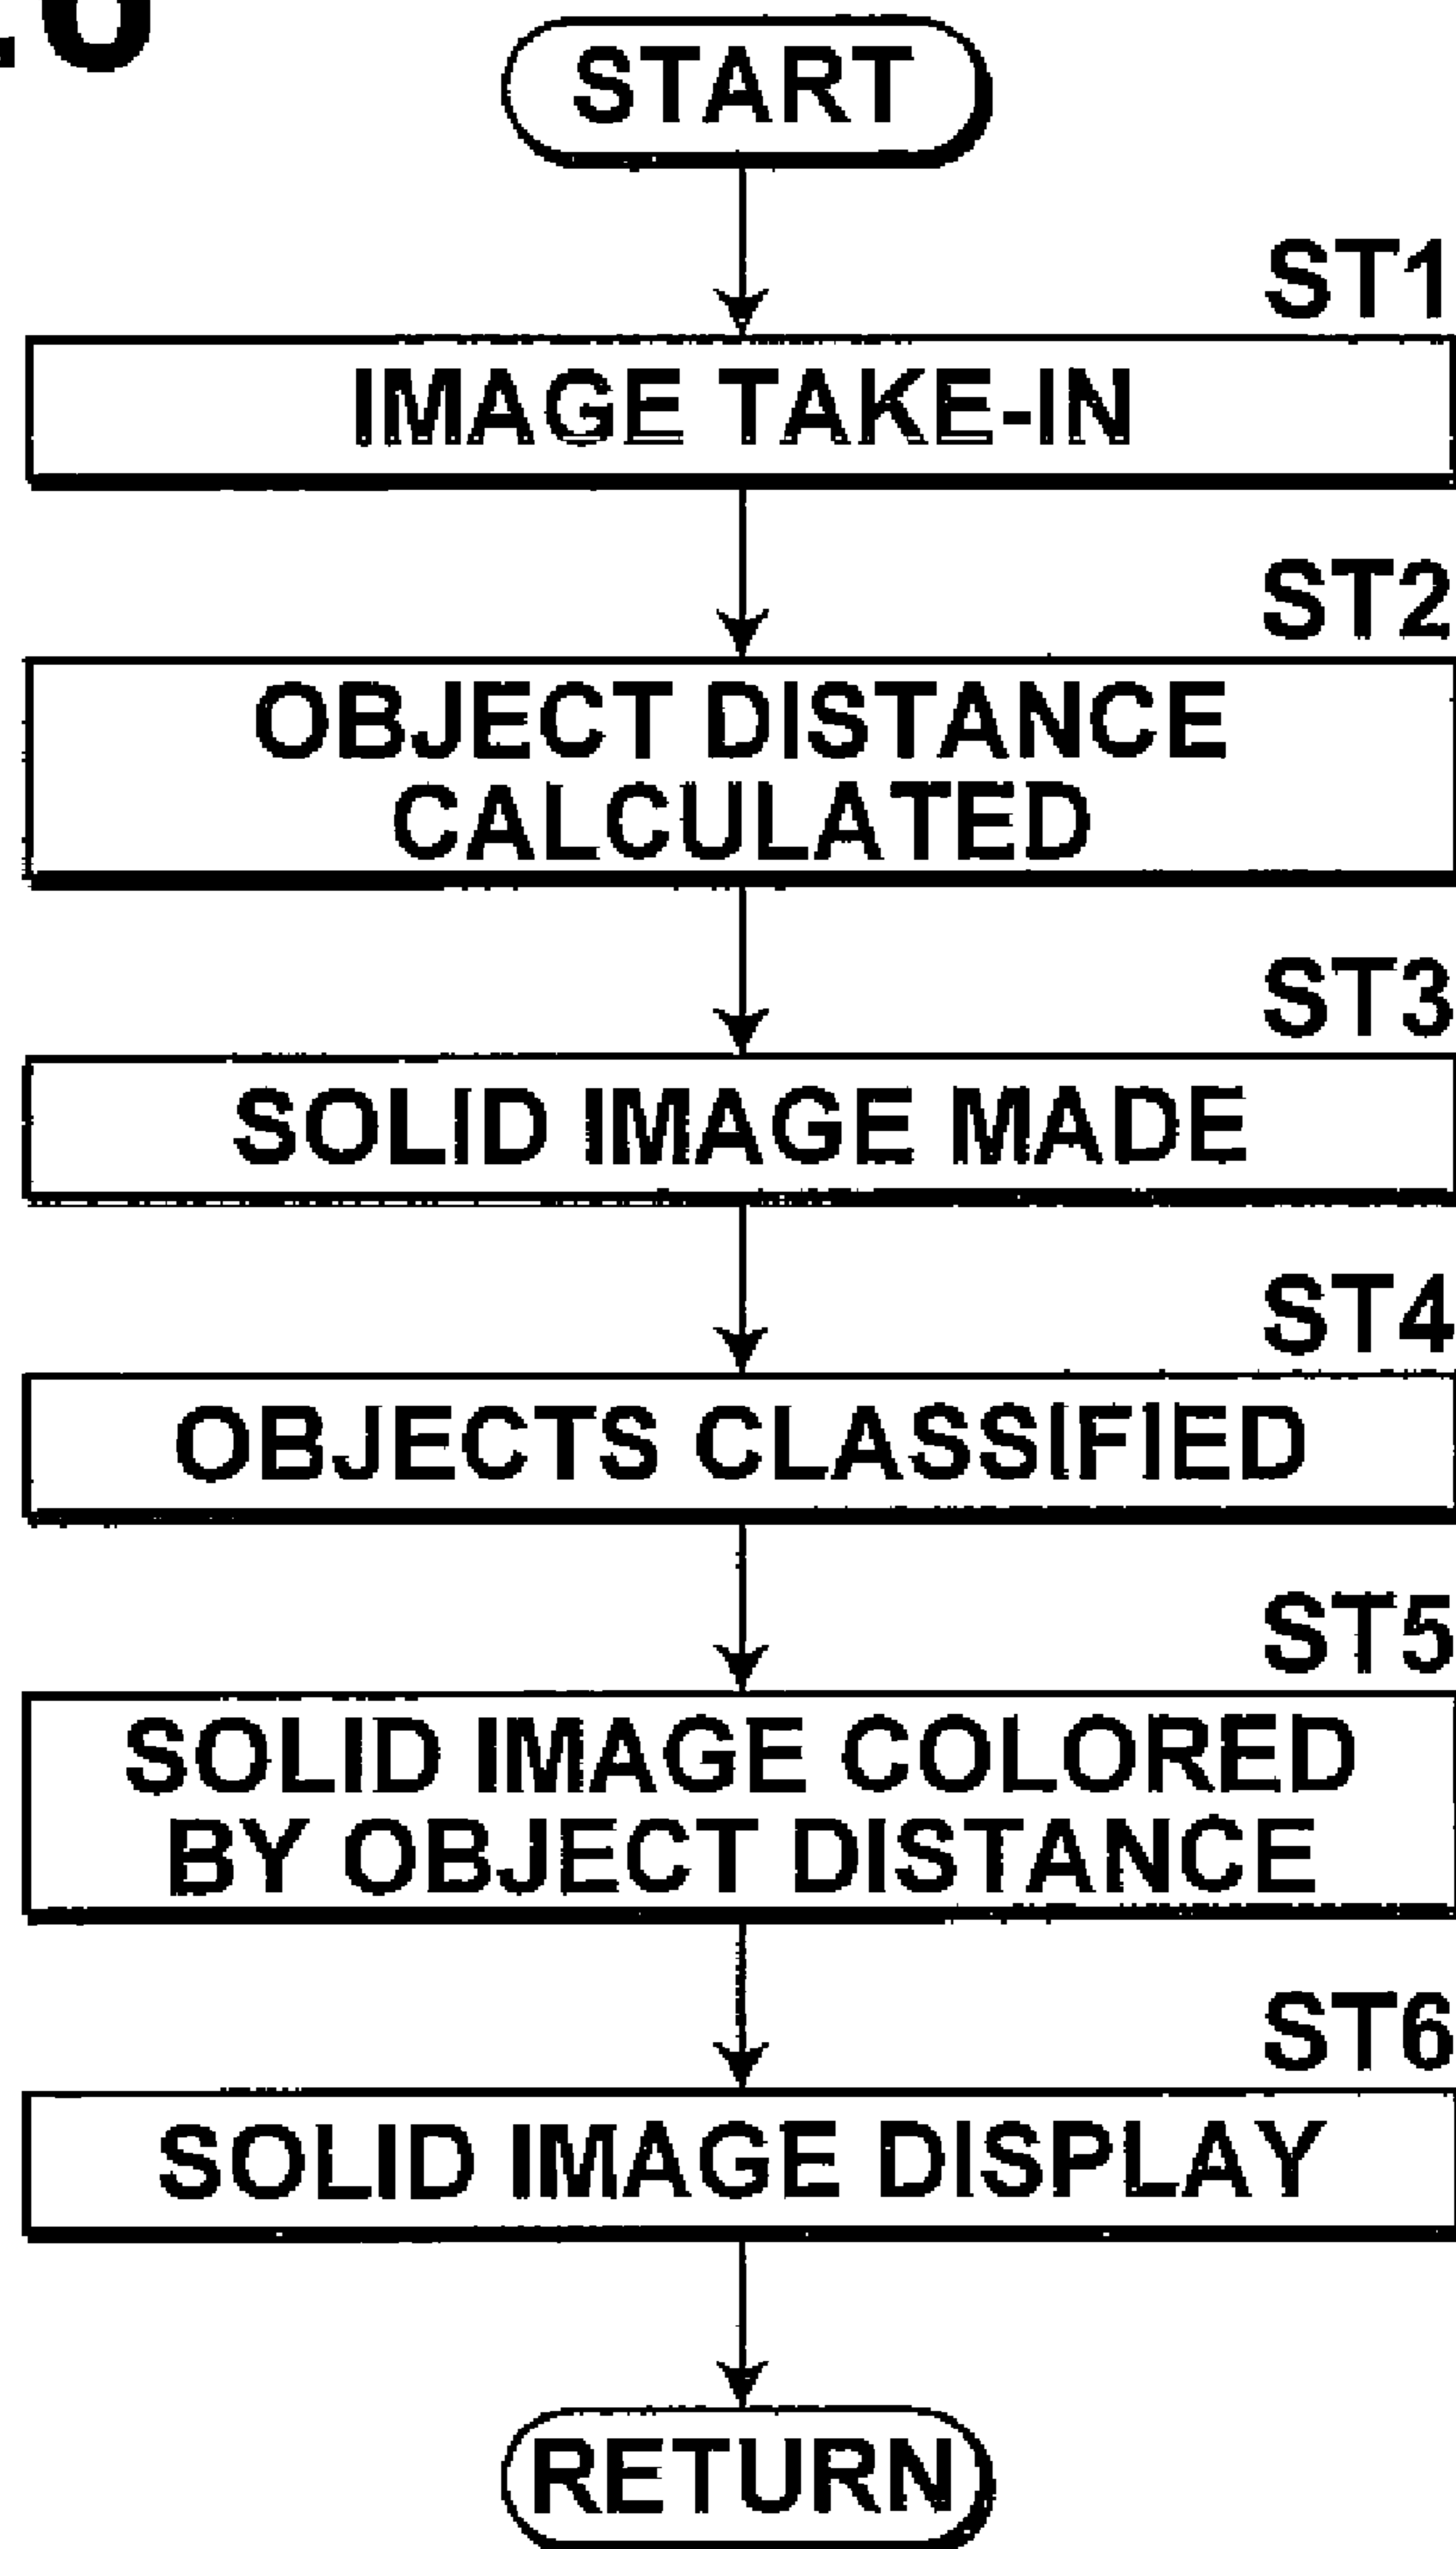 START
ST1
IMAGE TAKE-IN
ST2
OBJECT DISTANCE
CALCULATED
ST3
SOLID IMAGE MADE
ST4
OBJECTS CLASSIFIED
ST5
SOLID IMAGE COLORED
BY OBJECT DISTANCE
ST6
SOLID IMAGE DISPLAY
RETURN